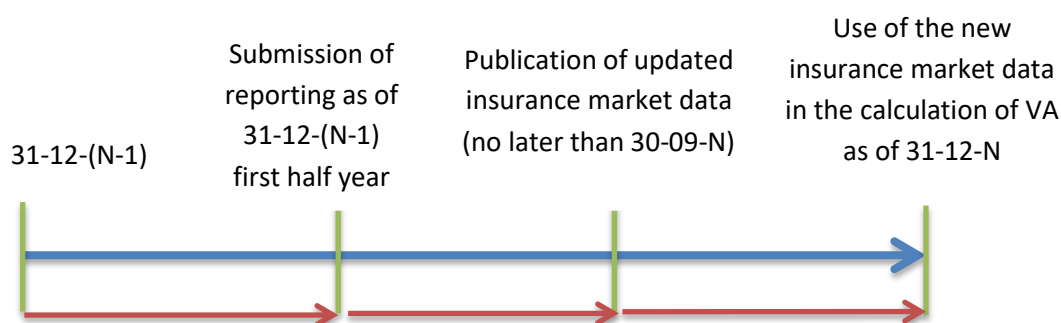 31-12-(N-1)
Submission of
reporting as of
31-12-(N-1)
first half year
Publication of updated
insurance market data
(no later than 30-09-N)
Use of the new
insurance market data
in the calculation of VA
as of 31-12-N